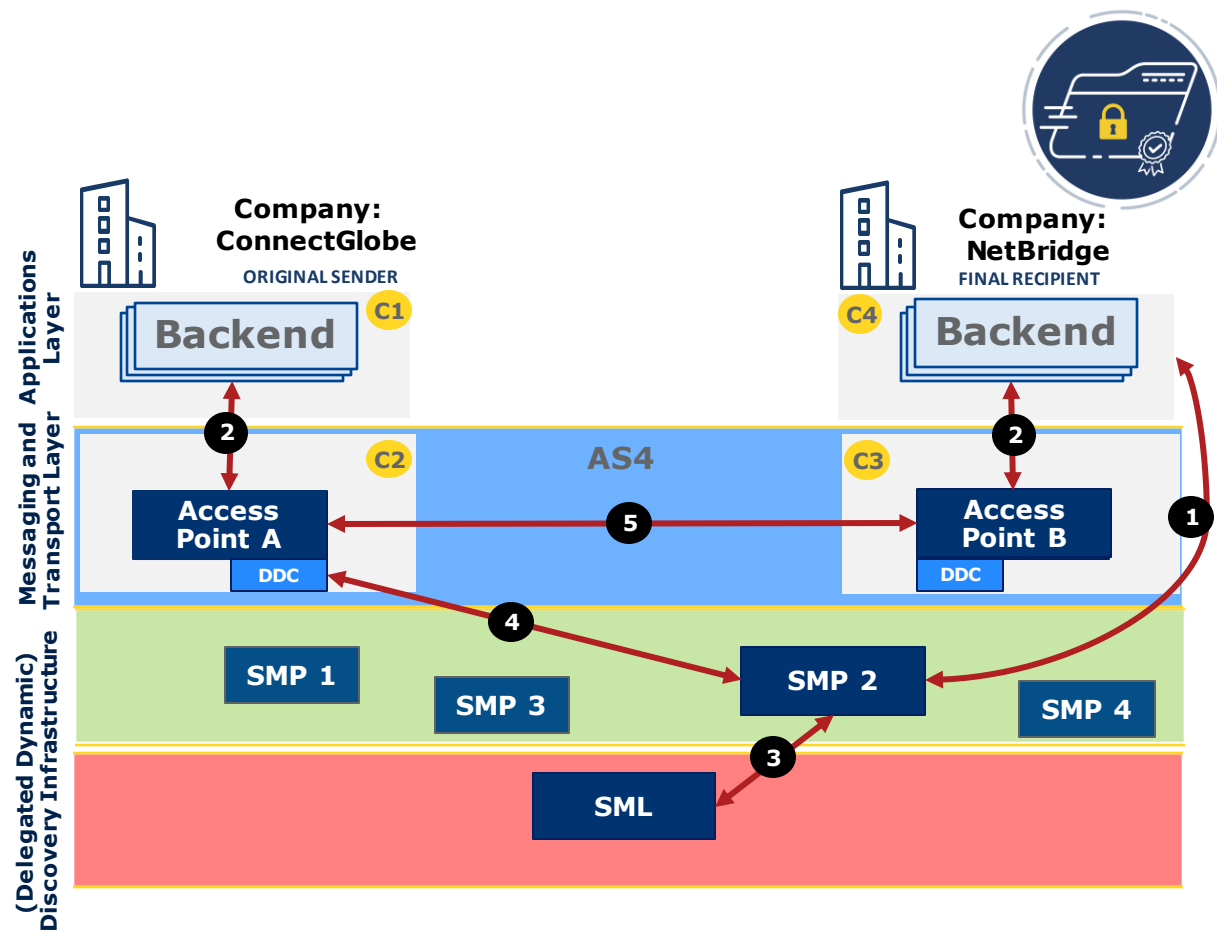 Company:
ConnectGlobe
ORIGINAL SENDER
Company:
NetBridge
FINAL RECIPIENT
Applications
Layer
C1
Backend
C4
Backend
2
2
1
Messaging and
Transport Layer
C2
AS4
C3
Access
Point A
DDC
5
Access
Point B
DDC
4
(Delegated Dynamic)
Discovery Infrastructure
SMP 1
SMP 3
SMP 2
SMP 4
3
SML